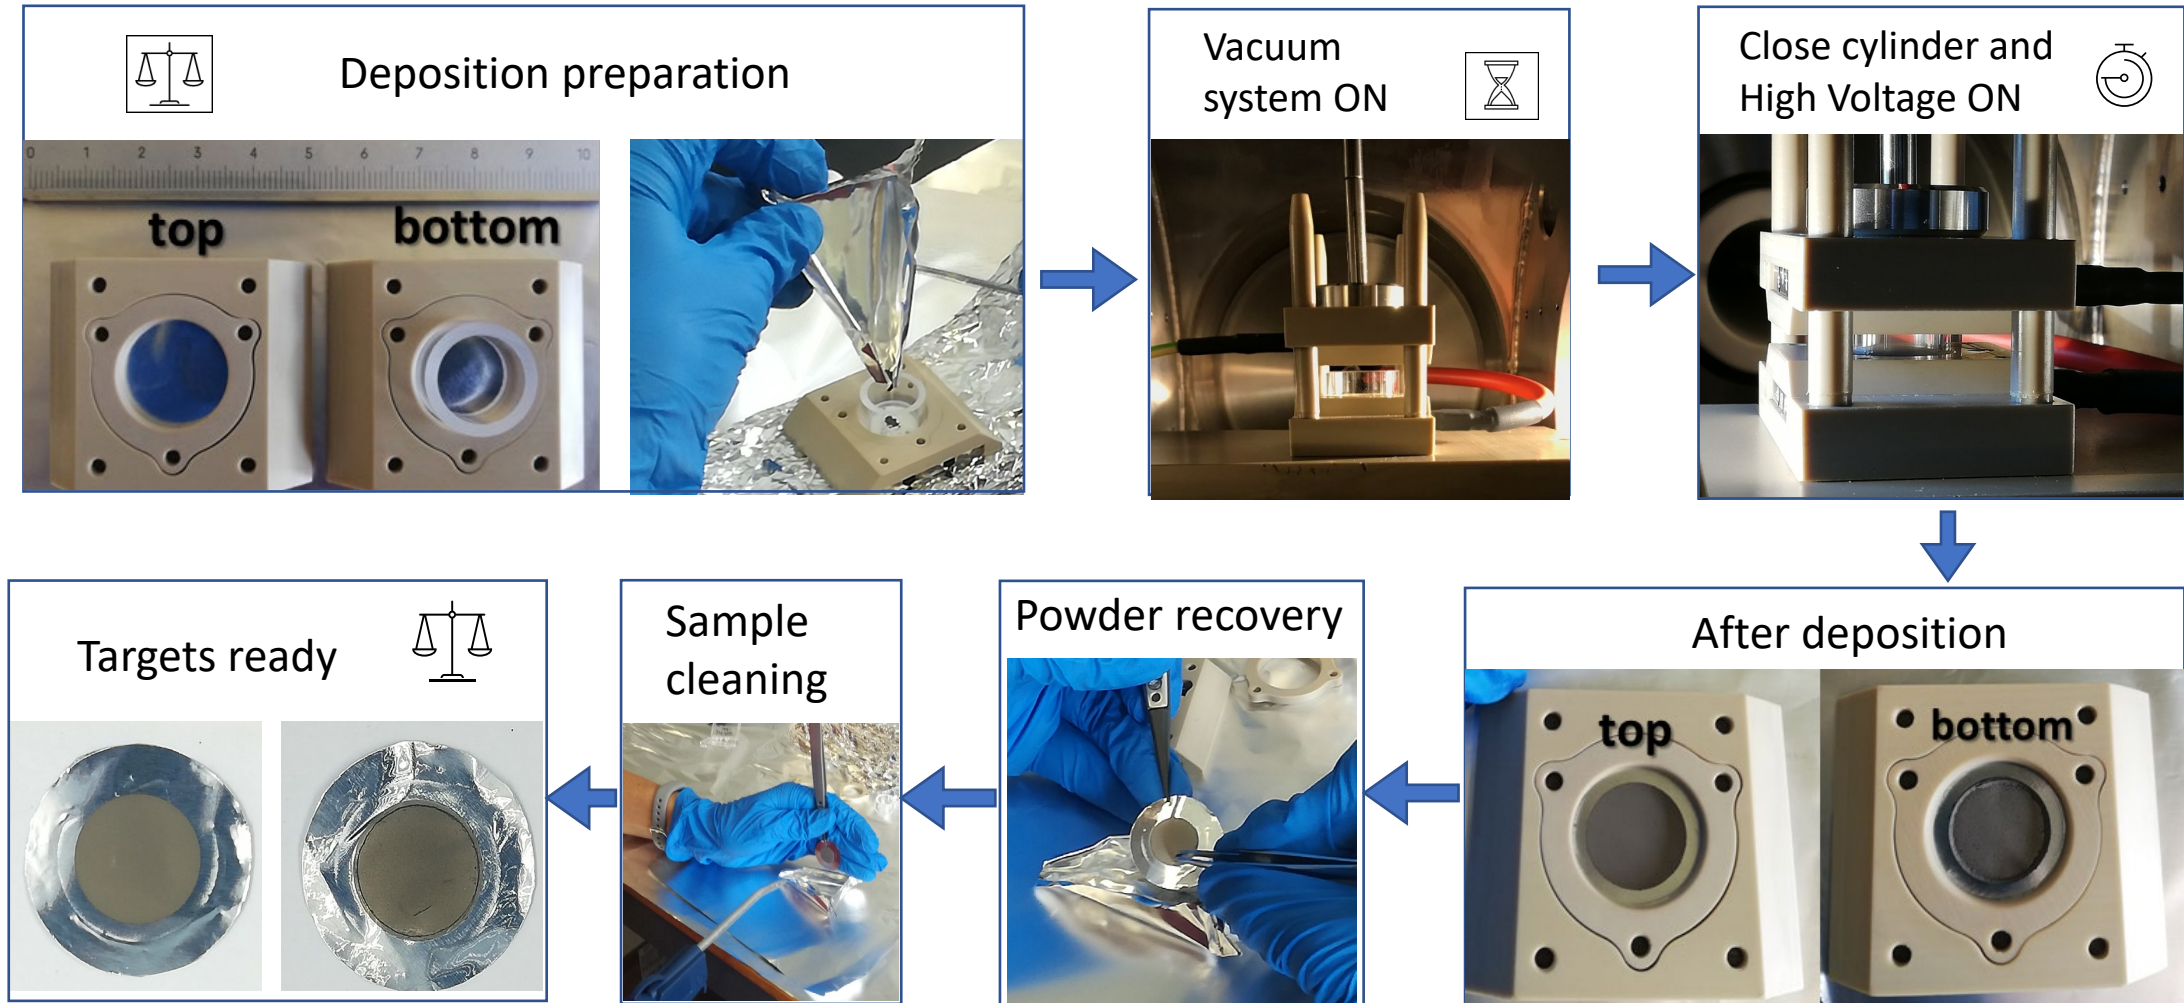 Deposition preparation
0 1 2 3 4 5 6 7 8 9 10
top
bottom
Vacuum
system ON
Close cylinder and
High Voltage ON
After deposition
top
bottom
Powder recovery
Sample
cleaning
Targets ready